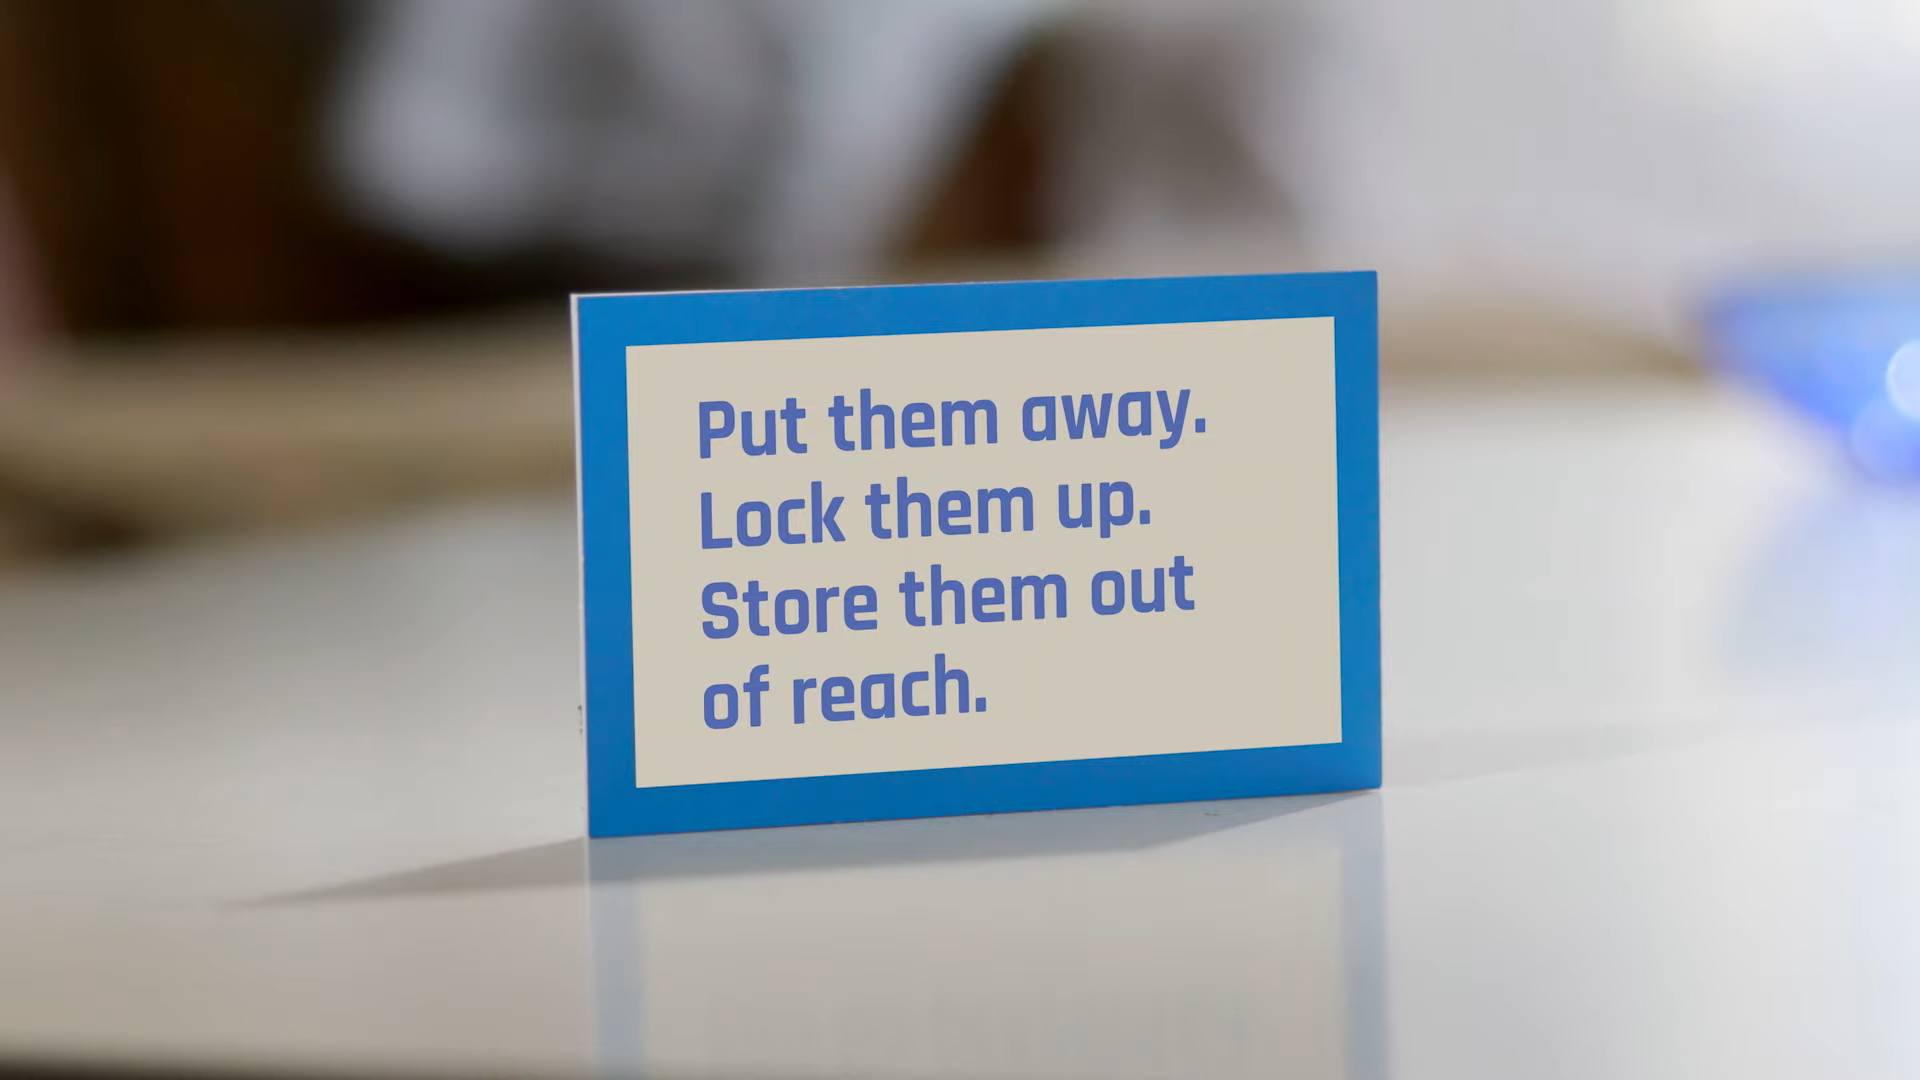 Put them away.
Lock them up.
Store them out
of reach.